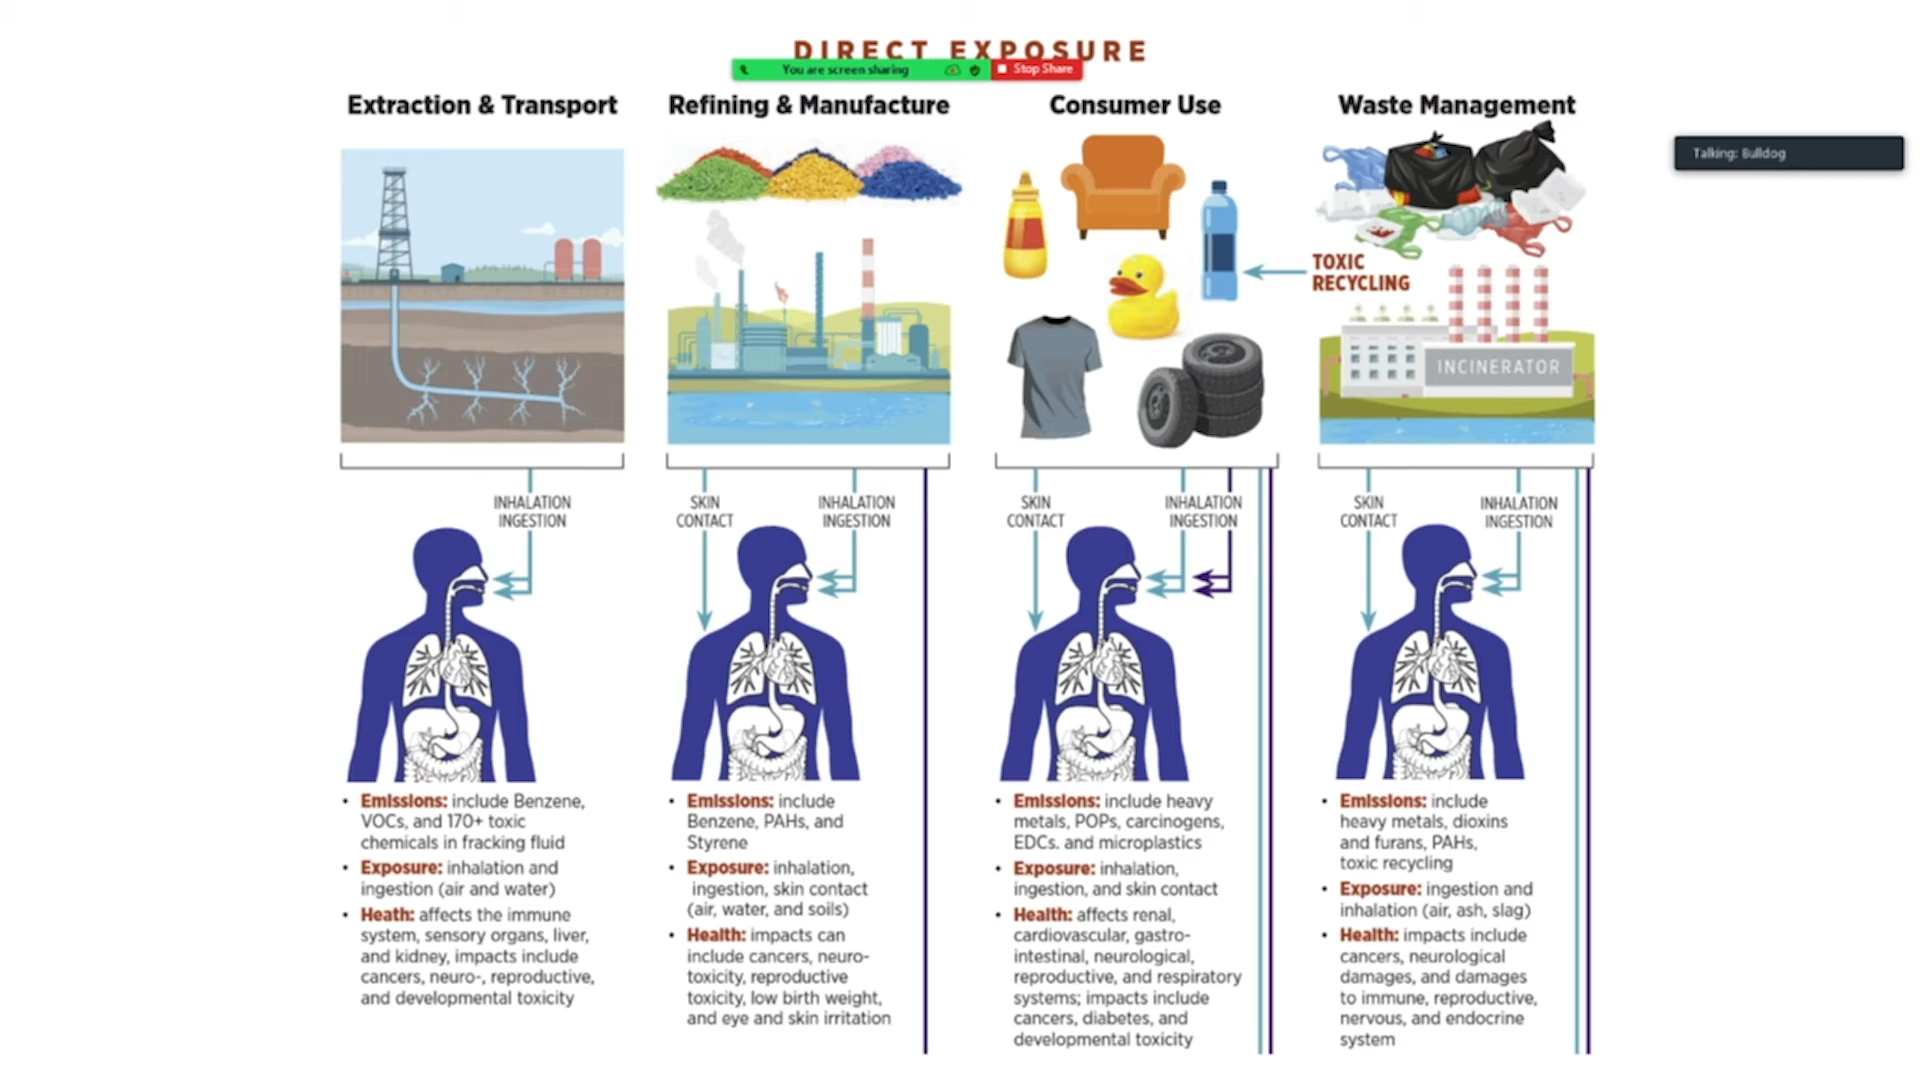 DIRECT EXPOSURE
You are screen sharing
Stop Share
Extraction & Transport
Refining & Manufacture
Consumer Use
Waste Management
Talking: Bulldog
TOXIC
RECYCLING
INCINERATOR
INHALATION
INGESTION
SKIN
CONTACT
INHALATION
INGESTION
SKIN
CONTACT
INHALATION
INGESTION
SKIN
CONTACT
INHALATION
INGESTION
• Emissions: include Benzene,
VOCs, and 170+ toxic
chemicals in fracking fluid
• Exposure: inhalation and
ingestion (air and water)
• Heath: affects the immune
system, sensory organs, liver,
and kidney, impacts include
cancers, neuro-, reproductive,
and developmental toxicity
• Emissions: include
Benzene, PAHs, and
Styrene
• Exposure: inhalation,
ingestion, skin contact
(air, water, and soils)
• Health: impacts can
include cancers, neuro-
toxicity, reproductive
toxicity, low birth weight,
and eye and skin irritation
• Emissions: include heavy
metals, POPs, carcinogens,
EDCs. and microplastics
• Exposure: inhalation,
ingestion, and skin contact
• Health: affects renal,
cardiovascular, gastro-
intestinal, neurological,
reproductive, and respiratory
systems; impacts include
cancers, diabetes, and
developmental toxicity
• Emissions: include
heavy metals, dioxins
and furans, PAHs,
toxic recycling
• Exposure: ingestion and
inhalation (air, ash, slag)
• Health: impacts include
cancers, neurological
damages, and damages
to immune, reproductive,
nervous, and endocrine
system